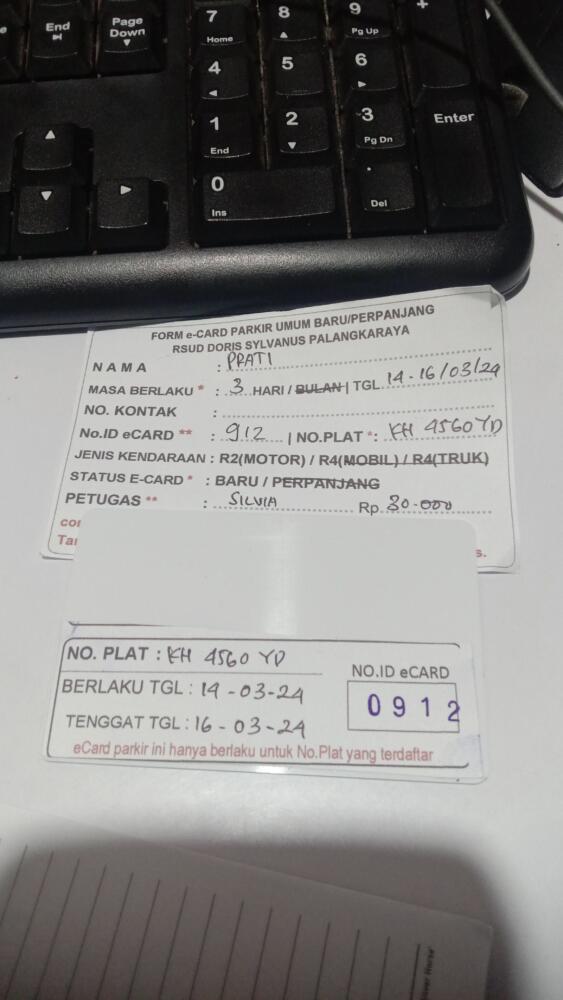 End
Page Down
7 Home
8
9 Pg Up
+
4
5
6
1 End
2
3 Pg Dn
Enter
0 Ins
. Del
FORM e-CARD PARKIR UMUM BARU/PERPANJANG
RSUD DORIS SYLVANUS PALANGKARAYA
NAMA : PRATI
MASA BERLAKU * : 3 HARI / BULAN | TGL 14-16/03/24
NO. KONTAK :
No.ID eCARD ** : 912 | NO.PLAT *: KH 4560 YD
JENIS KENDARAAN : R2(MOTOR) / R4(MOBIL) / R4(TRUK)
STATUS E-CARD * : BARU / PERPANJANG
PETUGAS ** : SILVIA Rp. 30.000
NO. PLAT : KH 4560 YD
BERLAKU TGL : 14-03-24
TENGGAT TGL : 16-03-24
NO.ID eCARD
0912
eCard parkir ini hanya berlaku untuk No.Plat yang terdaftar